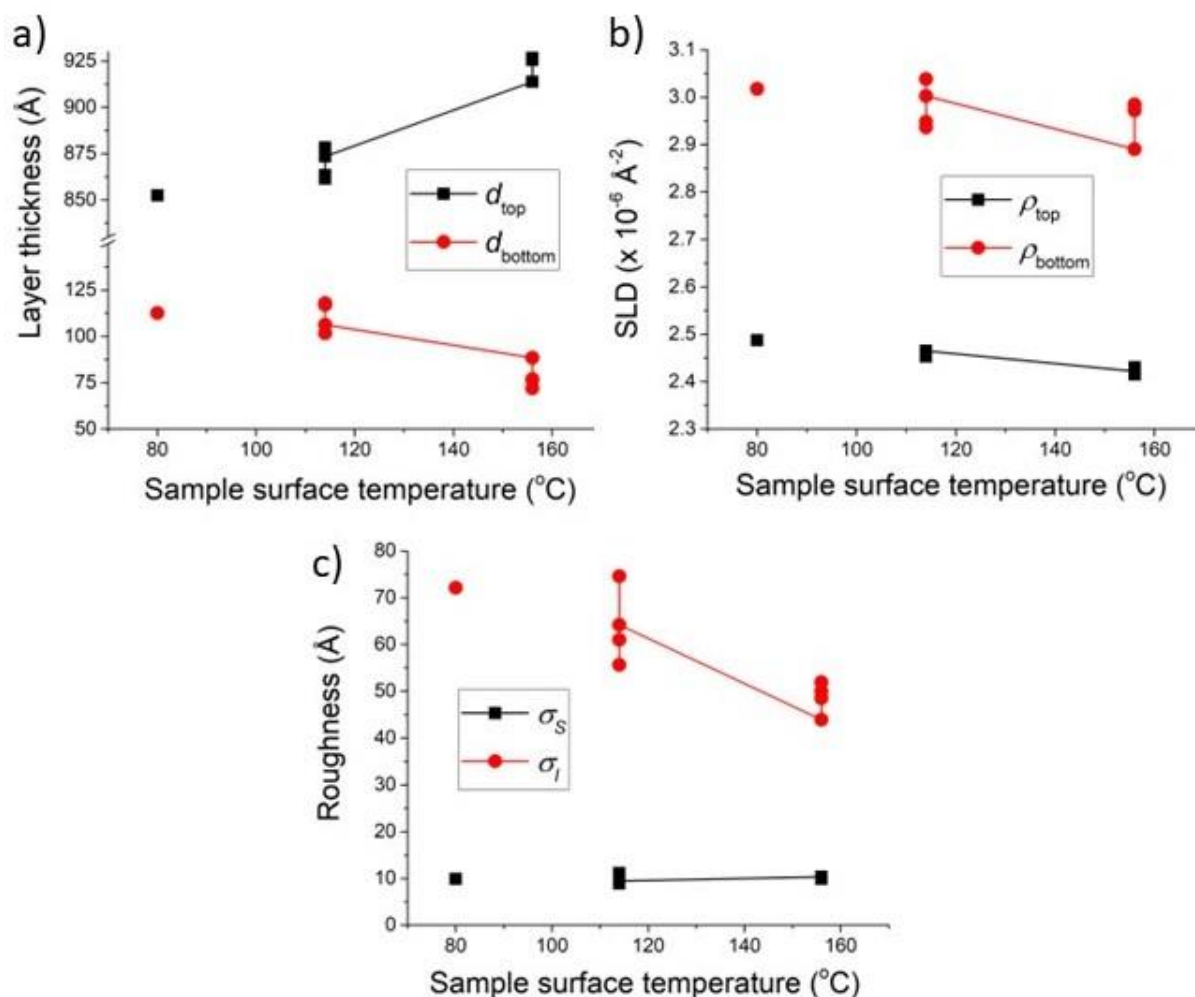 a)
Layer thickness (Å)
925
900
875
850
125
100
75
50
d_top
d_bottom
80
100
120
140
160
Sample surface temperature (°C)
b)
SLD (x 10⁻⁶ Å⁻²)
3.1
3.0
2.9
2.8
2.7
2.6
2.5
2.4
2.3
ρ_top
ρ_bottom
80
100
120
140
160
Sample surface temperature (°C)
c)
Roughness (Å)
80
70
60
50
40
30
20
10
0
σ_S
σ_I
80
100
120
140
160
Sample surface temperature (°C)